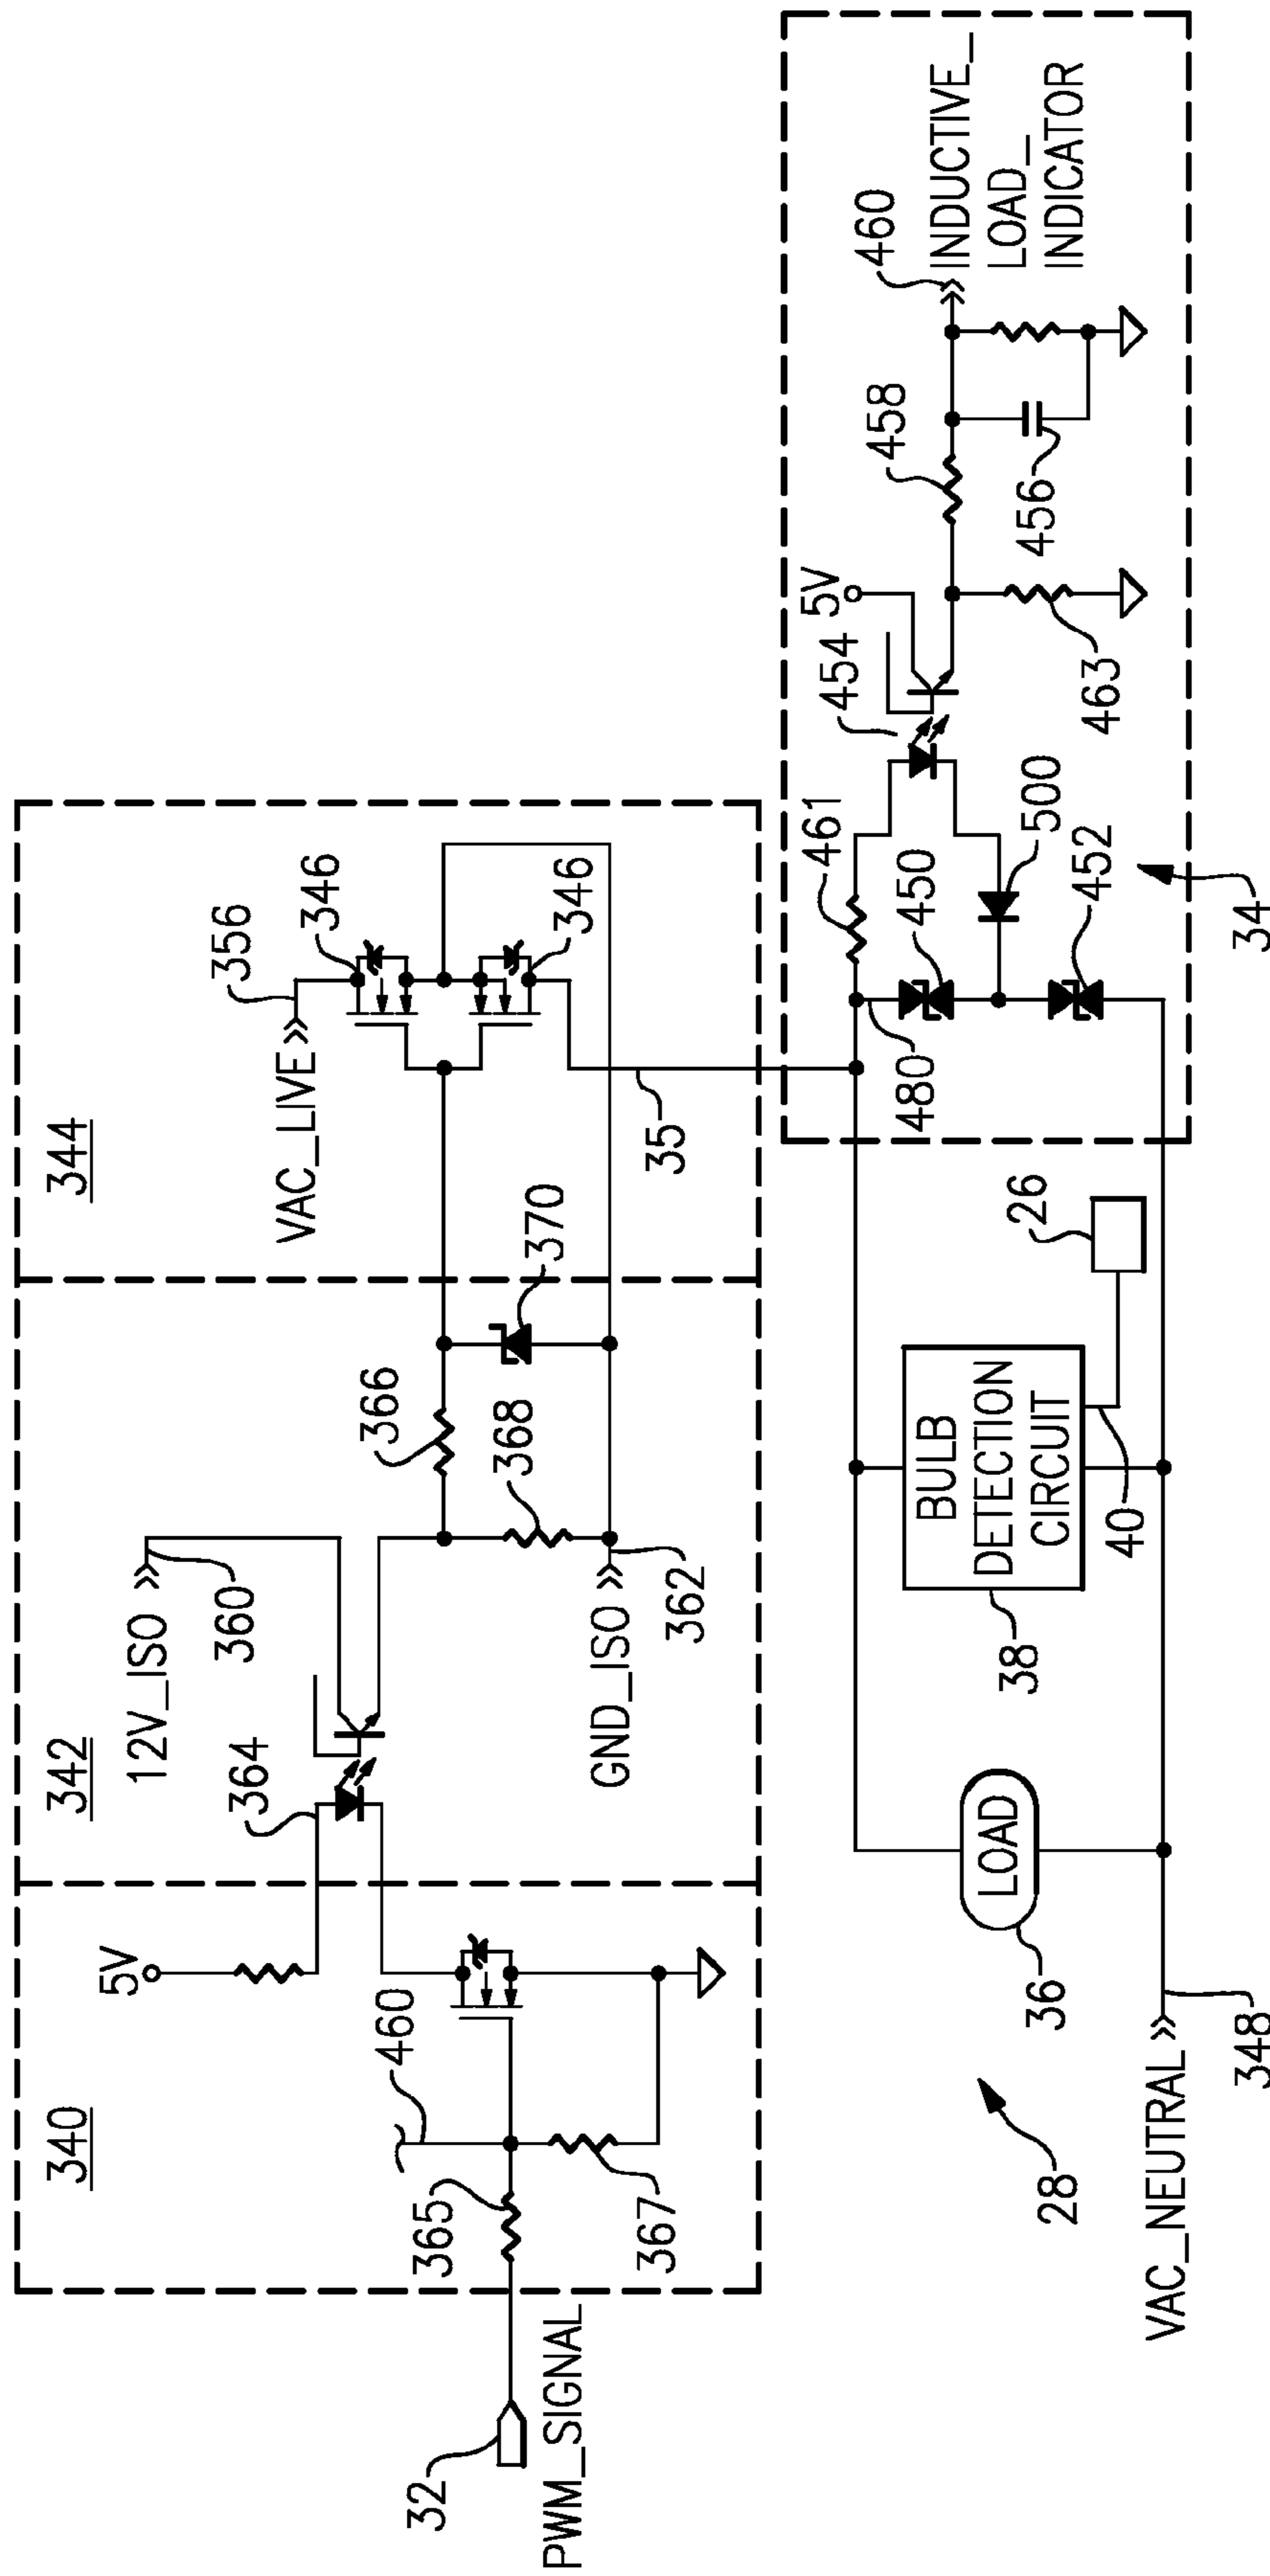 340
342
344
5V
460
364
12V_ISO
360
VAC_LIVE
356
346
366
346
365
368
370
32
PWM_SIGNAL
367
GND_ISO
362
35
480
461
454
5V
458
460
INDUCTIVE_
LOAD_
INDICATOR
450
500
463
456
452
34
36
LOAD
38
BULB
DETECTION
CIRCUIT
40
26
28
VAC_NEUTRAL
348